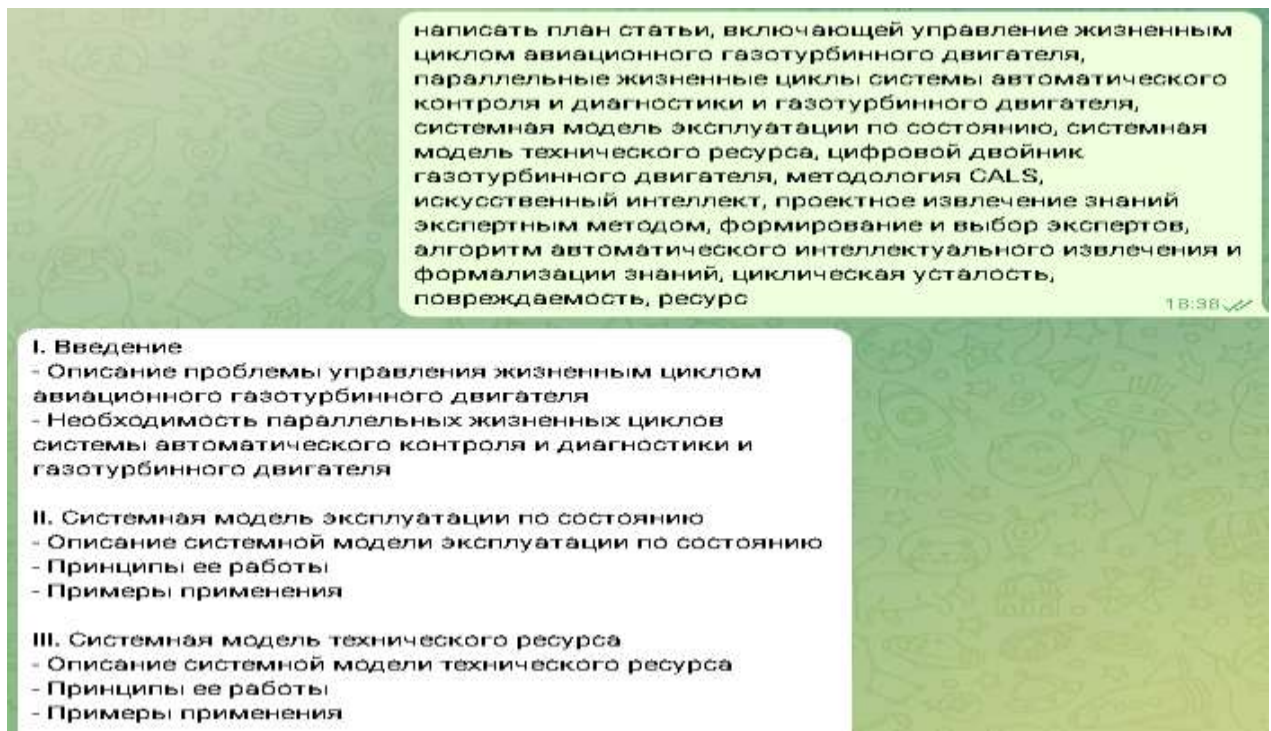 написать план статьи, включающей управление жизненным
циклом авиационного газотурбинного двигателя,
параллельные жизненные циклы системы автоматического
контроля и диагностики и газотурбинного двигателя,
системная модель эксплуатации по состоянию, системная
модель технического ресурса, цифровой двойник
газотурбинного двигателя, методология CALS,
искусственный интеллект, проектное извлечение знаний
экспертным методом, формирование и выбор экспертов,
алгоритм автоматического интеллектуального извлечения и
формализации знаний, циклическая усталость,
повреждаемость, ресурс
18:38
I. Введение
- Описание проблемы управления жизненным циклом
авиационного газотурбинного двигателя
- Необходимость параллельных жизненных циклов
системы автоматического контроля и диагностики и
газотурбинного двигателя
II. Системная модель эксплуатации по состоянию
- Описание системной модели эксплуатации по состоянию
- Принципы ее работы
- Примеры применения
III. Системная модель технического ресурса
- Описание системной модели технического ресурса
- Принципы ее работы
- Примеры применения